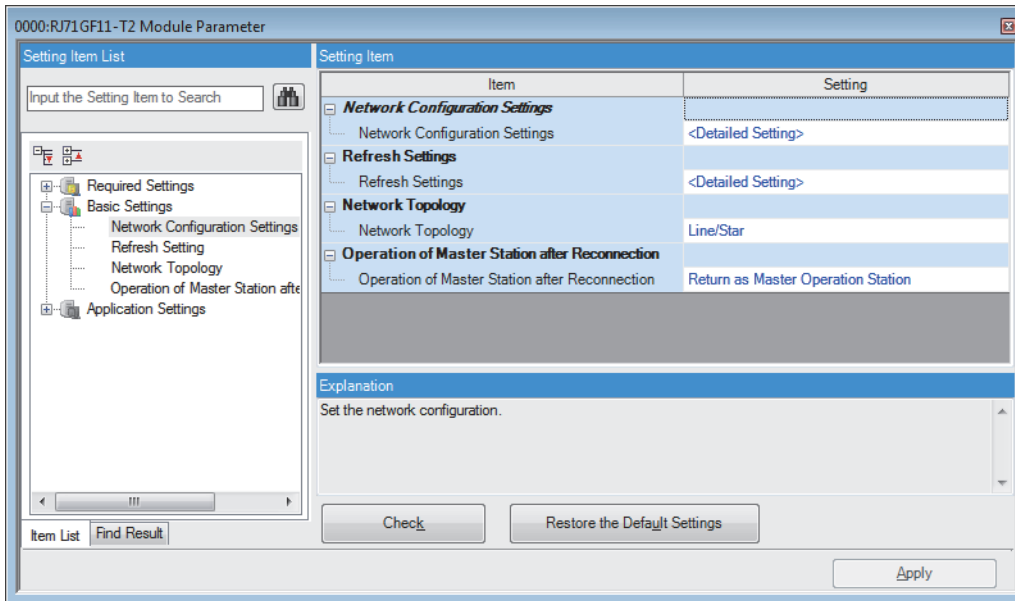 0000:RJ71GF11-T2 Module Parameter
Setting Item List
Input the Setting Item to Search
Required Settings
Basic Settings
Network Configuration Settings
Refresh Setting
Network Topology
Operation of Master Station afte
Application Settings
Item List
Find Result
Setting Item
Item Setting
Network Configuration Settings
Network Configuration Settings <Detailed Setting>
Refresh Settings
Refresh Settings <Detailed Setting>
Network Topology
Network Topology Line/Star
Operation of Master Station after Reconnection
Operation of Master Station after Reconnection Return as Master Operation Station
Explanation
Set the network configuration.
Check
Restore the Default Settings
Apply